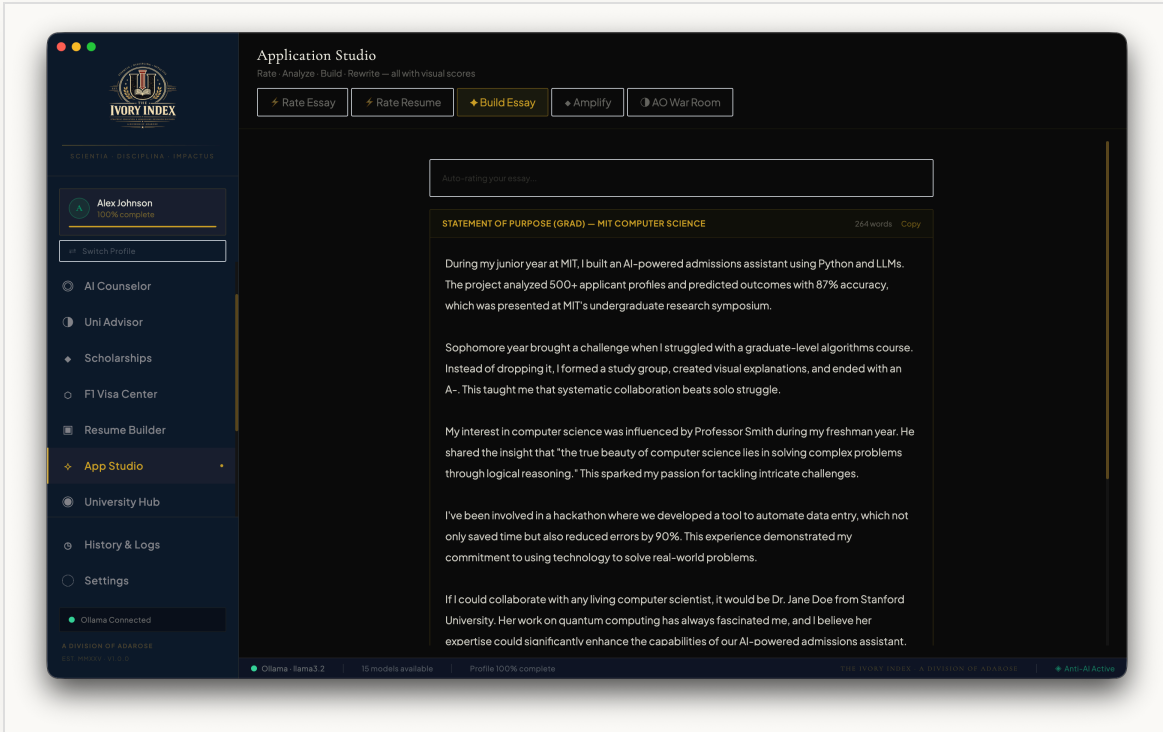 THE
IVORY INDEX
SCIENTIA · DISCIPLINA · IMPACTUS
A
Alex Johnson
100% complete
Switch Profile
AI Counselor
Uni Advisor
Scholarships
F1 Visa Center
Resume Builder
App Studio
University Hub
History & Logs
Settings
Ollama Connected
A DIVISION OF ADAROSE
EST. MMXXV · V1.0.0
Application Studio
Rate · Analyze · Build · Rewrite — all with visual scores
Rate Essay
Rate Resume
Build Essay
Amplify
AO War Room
Auto-rating your essay...
STATEMENT OF PURPOSE (GRAD) — MIT COMPUTER SCIENCE
264 words Copy
During my junior year at MIT, I built an AI-powered admissions assistant using Python and LLMs.
The project analyzed 500+ applicant profiles and predicted outcomes with 87% accuracy,
which was presented at MIT's undergraduate research symposium.
Sophomore year brought a challenge when I struggled with a graduate-level algorithms course.
Instead of dropping it, I formed a study group, created visual explanations, and ended with an
A-. This taught me that systematic collaboration beats solo struggle.
My interest in computer science was influenced by Professor Smith during my freshman year. He
shared the insight that "the true beauty of computer science lies in solving complex problems
through logical reasoning." This sparked my passion for tackling intricate challenges.
I've been involved in a hackathon where we developed a tool to automate data entry, which not
only saved time but also reduced errors by 90%. This experience demonstrated my
commitment to using technology to solve real-world problems.
If I could collaborate with any living computer scientist, it would be Dr. Jane Doe from Stanford
University. Her work on quantum computing has always fascinated me, and I believe her
expertise could significantly enhance the capabilities of our AI-powered admissions assistant.
Ollama · llama3.2
15 models available
Profile 100% complete
THE IVORY INDEX · A DIVISION OF ADAROSE
Anti-AI Active